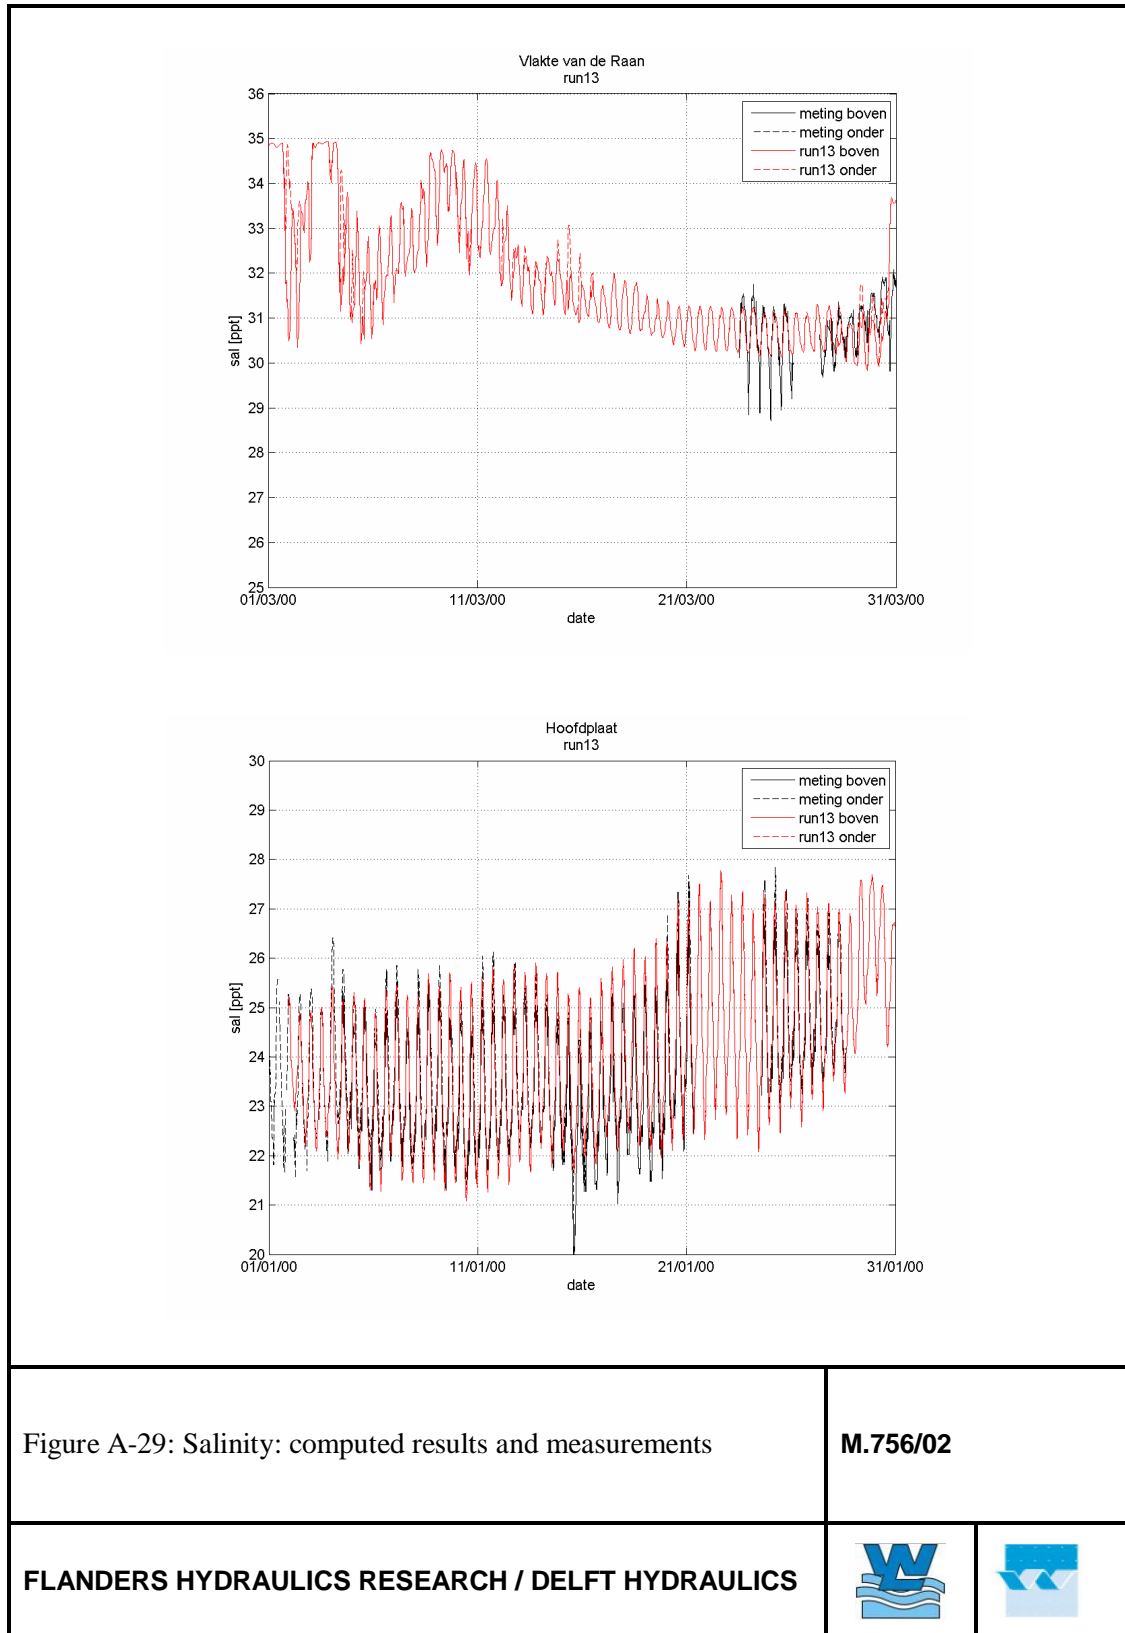 Vlakte van de Raan
run13
36
35
34
33
32
31
30
29
28
27
26
25
sal [ppt]
meting boven
meting onder
run13 boven
run13 onder
01/03/00 11/03/00 21/03/00 31/03/00
date
Hoofdplaat
run13
30
29
28
27
26
25
24
23
22
21
20
sal [ppt]
meting boven
meting onder
run13 boven
run13 onder
01/01/00 11/01/00 21/01/00 31/01/00
date
Figure A-29: Salinity: computed results and measurements
M.756/02
FLANDERS HYDRAULICS RESEARCH / DELFT HYDRAULICS